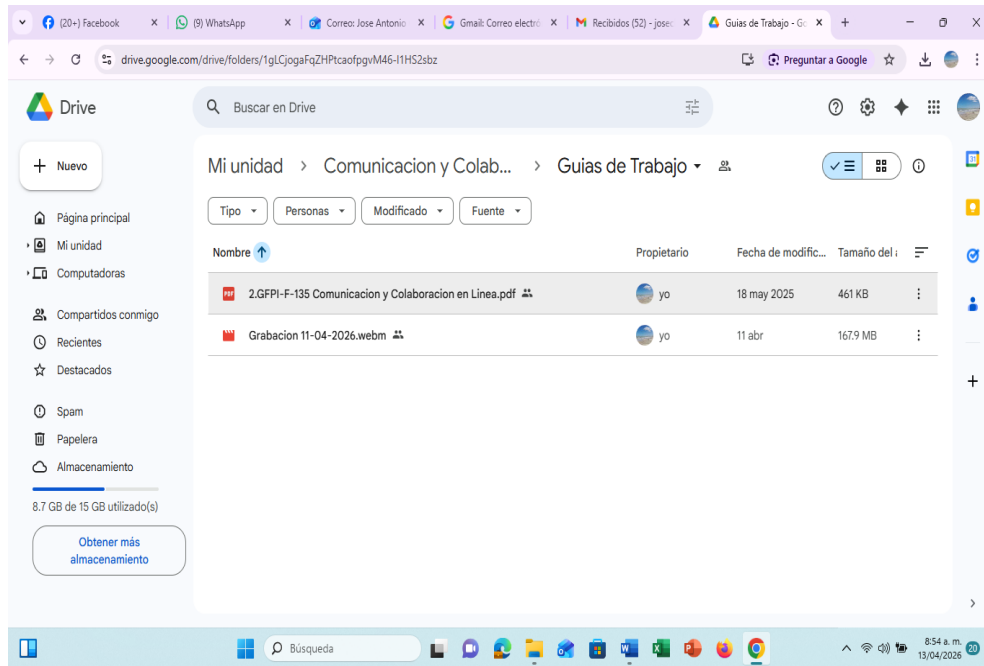 (20+) Facebook
(9) WhatsApp
Correo: Jose Antonio
Gmail: Correo electró
Recibidos (52) - josec
Guias de Trabajo - Go
drive.google.com/drive/folders/1gLCjogaFqZHPtcaofpgvM46-I1HS2sbz
Preguntar a Google
Drive
Buscar en Drive
Nuevo
Mi unidad > Comunicacion y Colab... > Guias de Trabajo
31
Página principal
Tipo
Personas
Modificado
Fuente
Mi unidad
Nombre
Propietario
Fecha de modific...
Tamaño del a
Computadoras
PDF
2.GFPI-F-135 Comunicacion y Colaboracion en Linea.pdf
yo
18 may 2025
461 KB
Compartidos conmigo
Grabacion 11-04-2026.webm
yo
11 abr
167.9 MB
Recientes
Destacados
Spam
Papelera
Almacenamiento
8.7 GB de 15 GB utilizado(s)
Obtener más
almacenamiento
Búsqueda
8:54 a. m.
13/04/2026
20